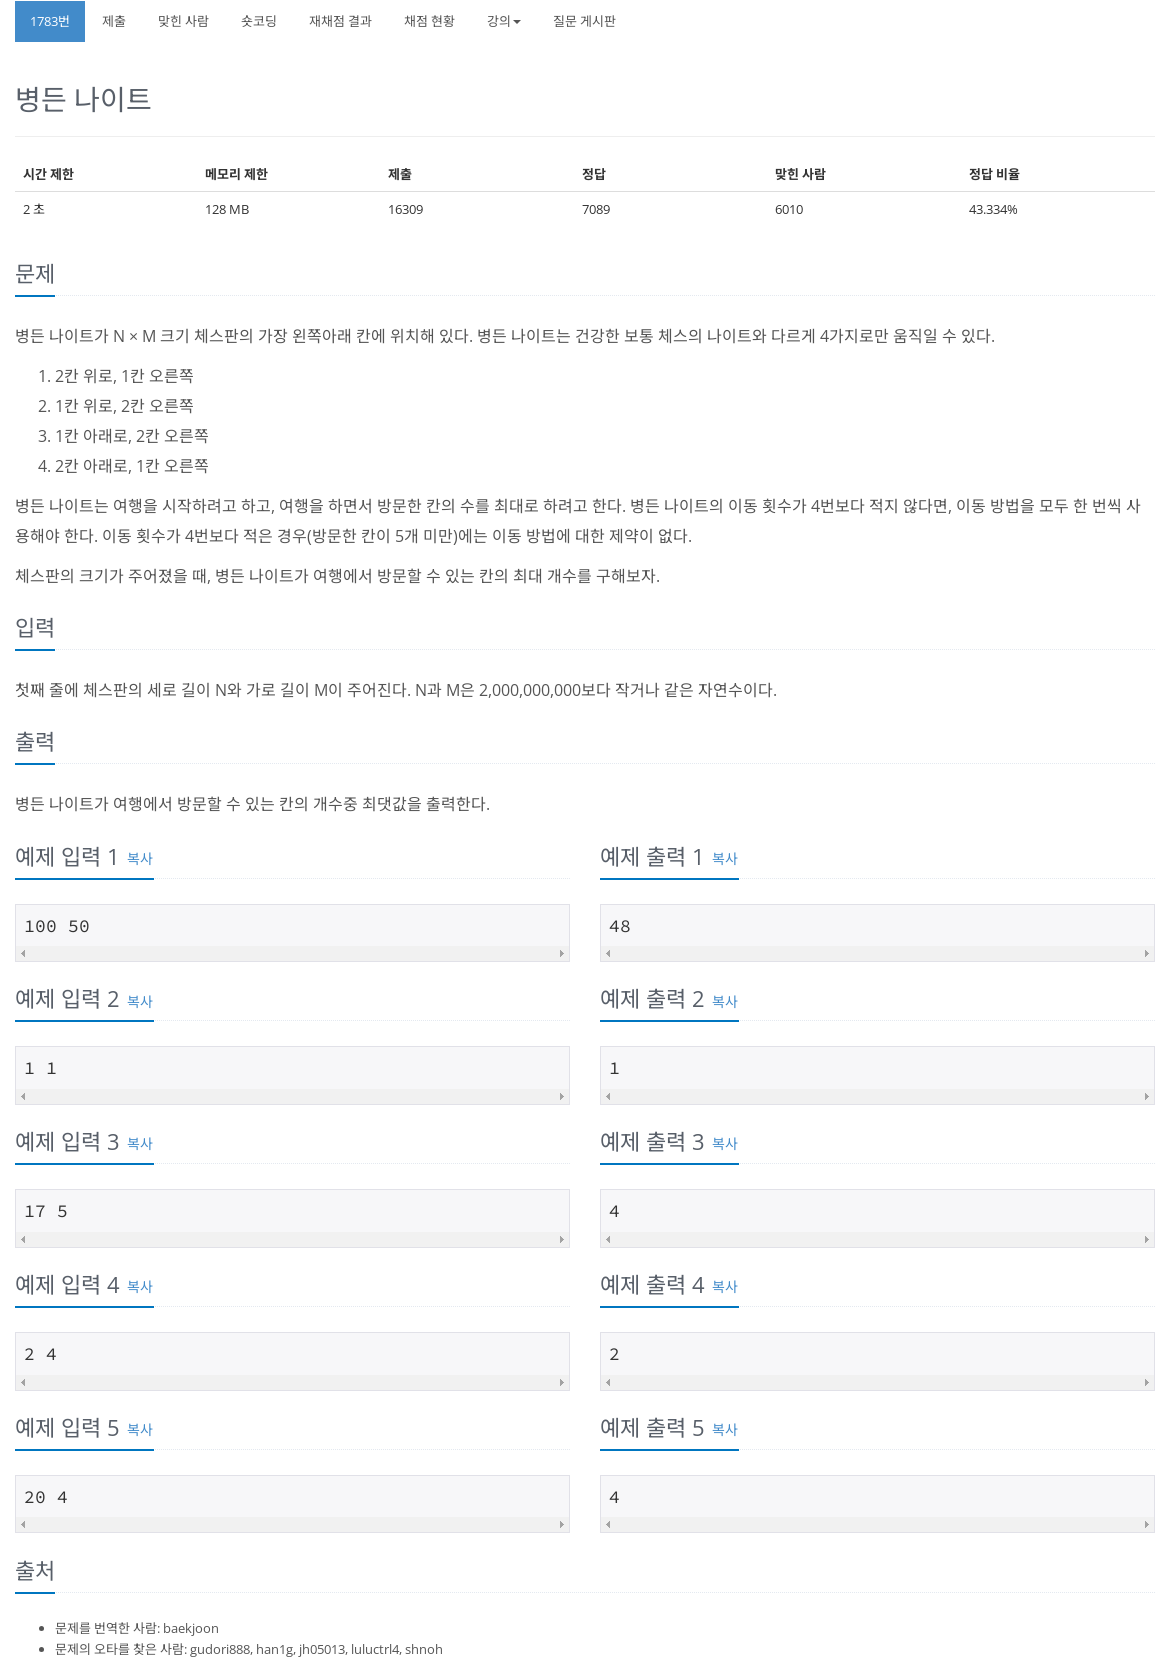 1783번 제출 맞힌 사람 숏코딩 재채점 결과 채점 현황 강의 질문 게시판
병든 나이트
시간 제한 메모리 제한 제출 정답 맞힌 사람 정답 비율
2 초 128 MB 16309 7089 6010 43.334%
문제
병든 나이트가 N × M 크기 체스판의 가장 왼쪽아래 칸에 위치해 있다. 병든 나이트는 건강한 보통 체스의 나이트와 다르게 4가지로만 움직일 수 있다.
1. 2칸 위로, 1칸 오른쪽
2. 1칸 위로, 2칸 오른쪽
3. 1칸 아래로, 2칸 오른쪽
4. 2칸 아래로, 1칸 오른쪽
병든 나이트는 여행을 시작하려고 하고, 여행을 하면서 방문한 칸의 수를 최대로 하려고 한다. 병든 나이트의 이동 횟수가 4번보다 적지 않다면, 이동 방법을 모두 한 번씩 사
용해야 한다. 이동 횟수가 4번보다 적은 경우(방문한 칸이 5개 미만)에는 이동 방법에 대한 제약이 없다.
체스판의 크기가 주어졌을 때, 병든 나이트가 여행에서 방문할 수 있는 칸의 최대 개수를 구해보자.
입력
첫째 줄에 체스판의 세로 길이 N와 가로 길이 M이 주어진다. N과 M은 2,000,000,000보다 작거나 같은 자연수이다.
출력
병든 나이트가 여행에서 방문할 수 있는 칸의 개수중 최댓값을 출력한다.
예제 입력 1 복사 예제 출력 1 복사
100 50 48
예제 입력 2 복사 예제 출력 2 복사
1 1 1
예제 입력 3 복사 예제 출력 3 복사
17 5 4
예제 입력 4 복사 예제 출력 4 복사
2 4 2
예제 입력 5 복사 예제 출력 5 복사
20 4 4
출처
문제를 번역한 사람: baekjoon
문제의 오타를 찾은 사람: gudori888, han1g, jh05013, luluctrl4, shnoh